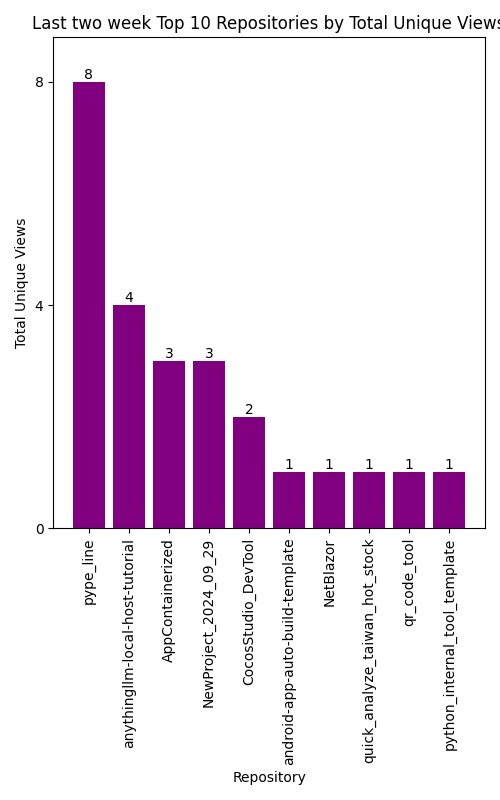 Last two week Top 10 Repositories by Total Unique Views
8
4
0
Total Unique Views
8
4
3
3
2
1
1
1
1
1
pype_line
anythingllm-local-host-tutorial
AppContainerized
NewProject_2024_09_29
CocosStudio_DevTool
android-app-auto-build-template
NetBlazor
quick_analyze_taiwan_hot_stock
qr_code_tool
python_internal_tool_template
Repository